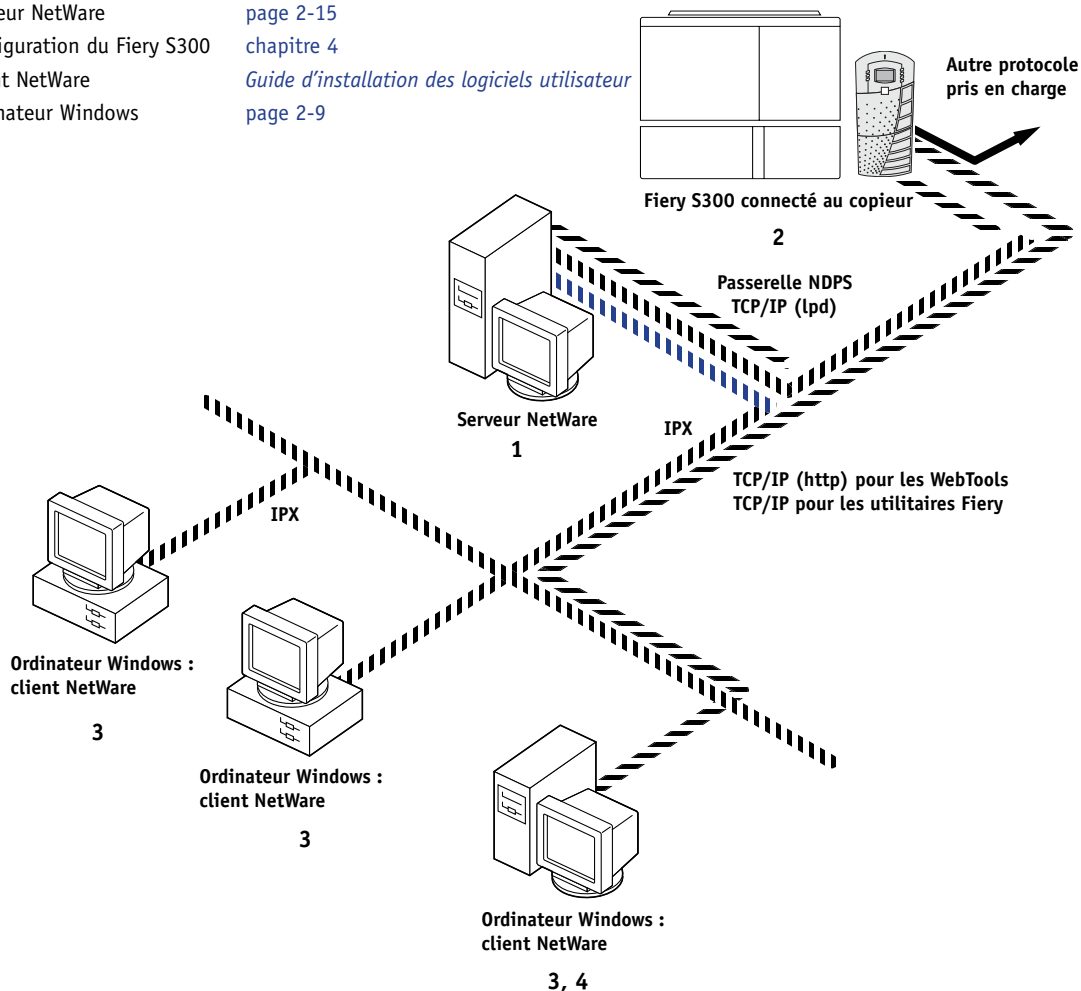 eur NetWare page 2-15
iguration du Fiery S300 chapitre 4
t NetWare Guide d'installation des logiciels utilisateur
nateur Windows page 2-9
Autre protocole
pris en charge
Fiery S300 connecté au copieur
2
Passerelle NDPS
TCP/IP (lpd)
Serveur NetWare
1
IPX
TCP/IP (http) pour les WebTools
TCP/IP pour les utilitaires Fiery
IPX
Ordinateur Windows :
client NetWare
3
Ordinateur Windows :
client NetWare
3
Ordinateur Windows :
client NetWare
3, 4